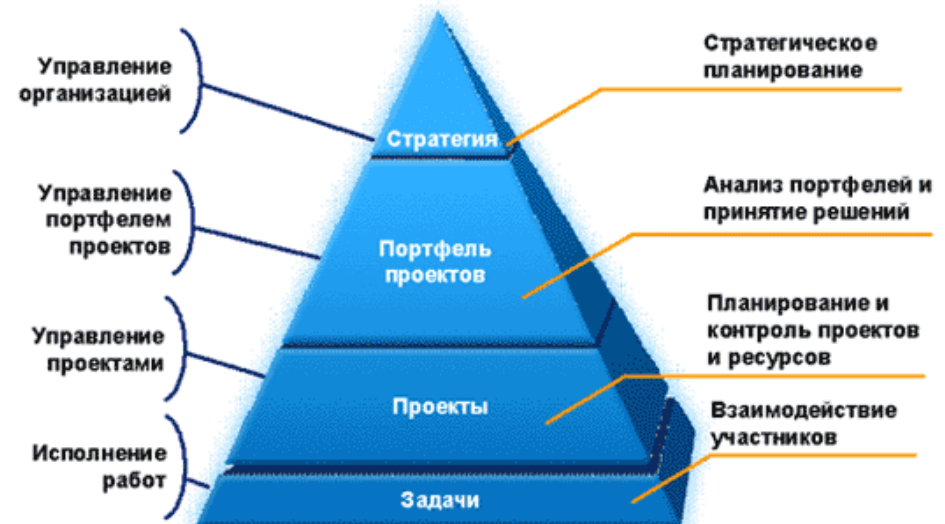 Управление
организацией
Стратегия
Стратегическое
планирование
Управление
портфелем
проектов
Портфель
проектов
Анализ портфелей и
принятие решений
Управление
проектами
Проекты
Планирование и
контроль проектов
и ресурсов
Исполнение
работ
Задачи
Взаимодействие
участников